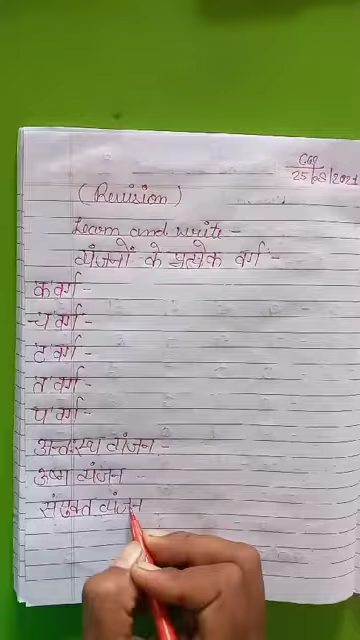 CW
25/08/2021
(Revision)
Learn and write -
व्यंजनों के प्रत्येक वर्ग :-
क वर्ग -
च वर्ग -
ट वर्ग -
त वर्ग -
प वर्ग -
अन्तःस्थ व्यंजन -
ऊष्म व्यंजन -
संयुक्त व्यंजन